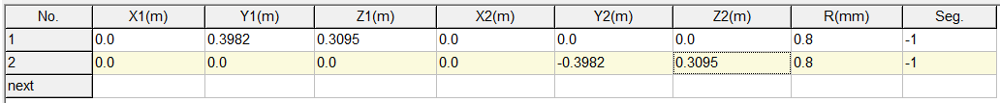 No. X1(m) Y1(m) Z1(m) X2(m) Y2(m) Z2(m) R(mm) Seg.
1 0.0 0.3982 0.3095 0.0 0.0 0.0 0.8 -1
2 0.0 0.0 0.0 0.0 -0.3982 0.3095 0.8 -1
next